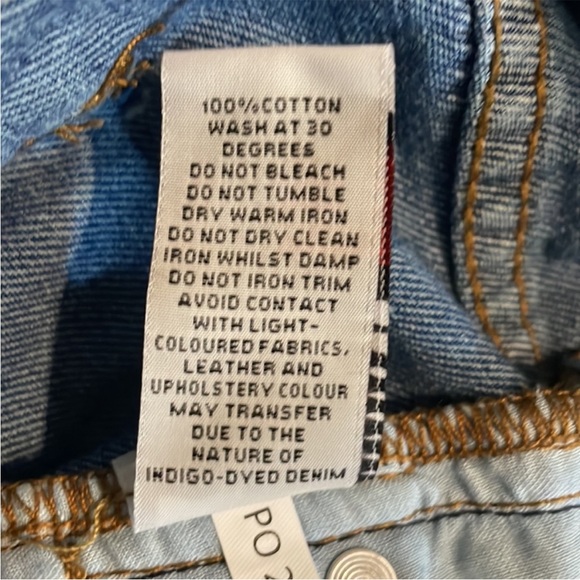 100% COTTON
WASH AT 30
DEGREES
DO NOT BLEACH
DO NOT TUMBLE
DRY WARM IRON
DO NOT DRY CLEAN
IRON WHILST DAMP
DO NOT IRON TRIM
AVOID CONTACT
WITH LIGHT-
COLOURED FABRICS,
LEATHER AND
UPHOLSTERY COLOUR
MAY TRANSFER
DUE TO THE
NATURE OF
INDIGO-DYED DENIM
PO